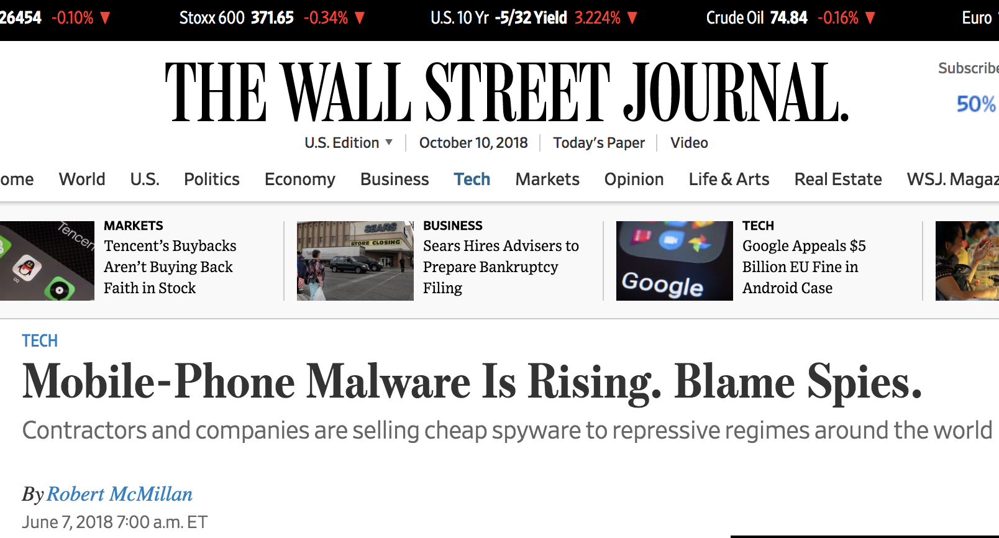 26454 -0.10% ▼ Stoxx 600 371.65 -0.34% ▼ U.S. 10 Yr -5/32 Yield 3.224% ▼ Crude Oil 74.84 -0.16% ▼ Euro
THE WALL STREET JOURNAL.
Subscribe
50%
U.S. Edition ▼ October 10, 2018 Today's Paper Video
ome World U.S. Politics Economy Business Tech Markets Opinion Life & Arts Real Estate WSJ. Magaz
Tencen
QQ
MARKETS
Tencent's Buybacks
Aren't Buying Back
Faith in Stock
SEARS
STORE CLOSING
BUSINESS
Sears Hires Advisers to
Prepare Bankruptcy
Filing
Google
TECH
Google Appeals $5
Billion EU Fine in
Android Case
TECH
Mobile-Phone Malware Is Rising. Blame Spies.
Contractors and companies are selling cheap spyware to repressive regimes around the world
By Robert McMillan
June 7, 2018 7:00 a.m. ET